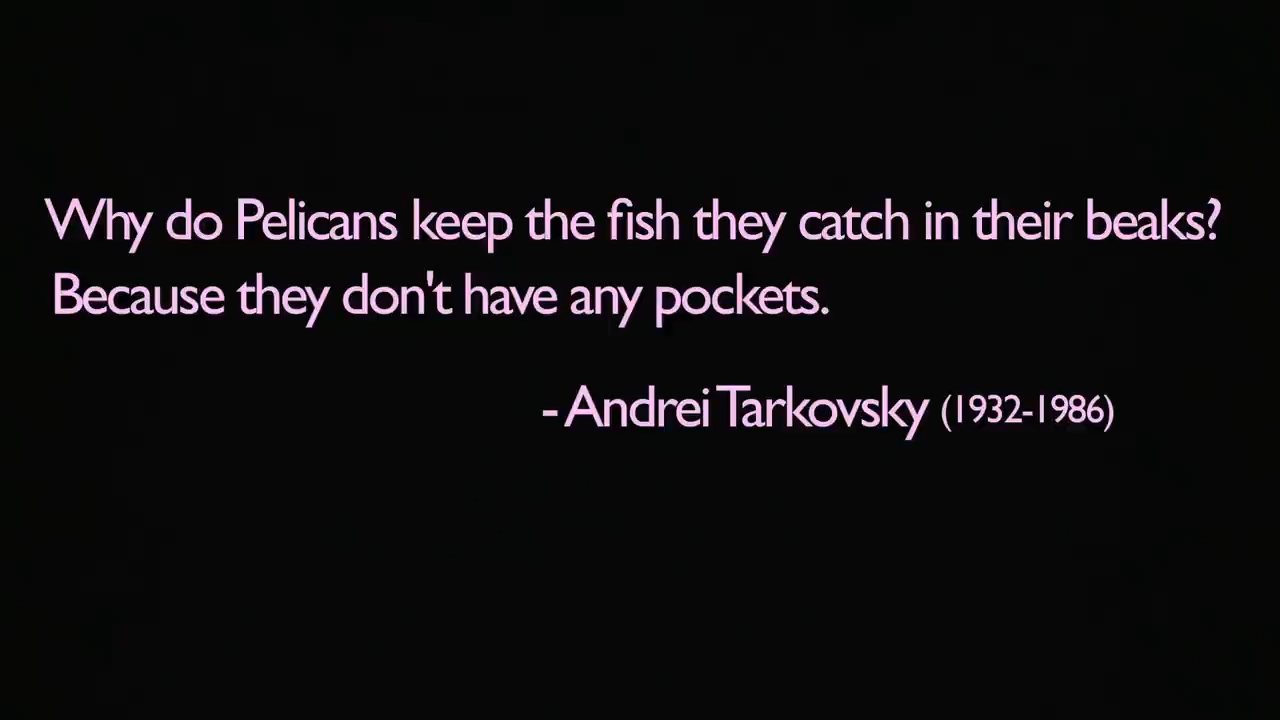 Why do Pelicans keep the fish they catch in their beaks?
Because they don't have any pockets.
- Andrei Tarkovsky (1932-1986)